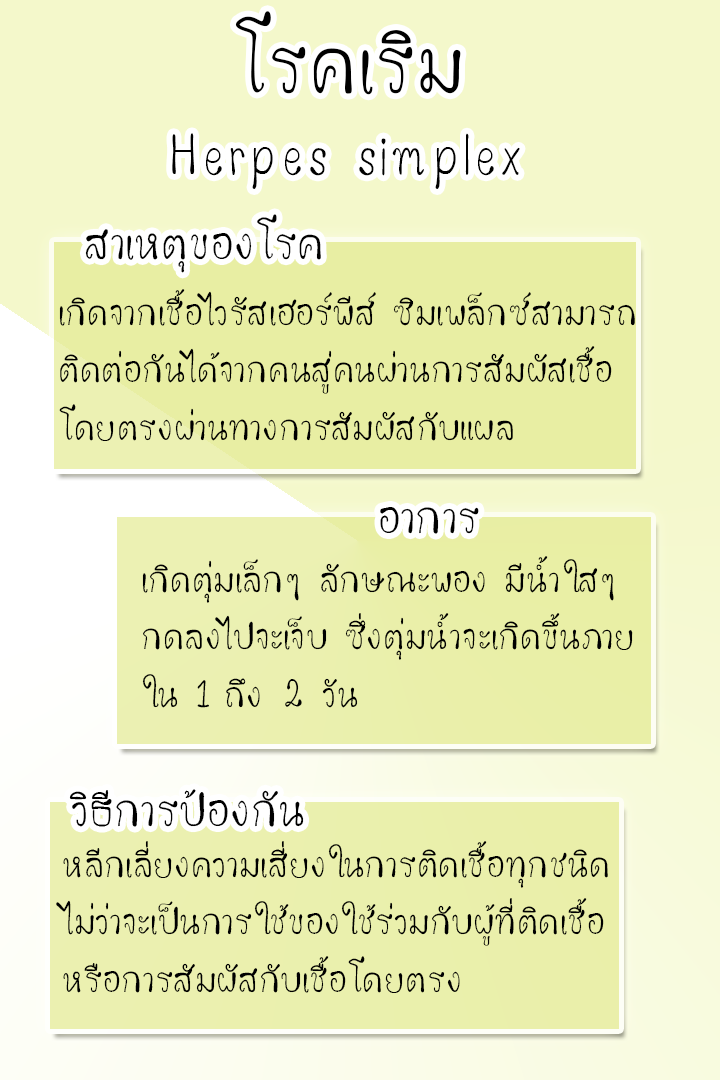 โรคเริม
Herpes simplex
สาเหตุของโรค
เกิดจากเชื้อไวรัสเฮอร์พีส์ ซิมเพล็กซ์สามารถ
ติดต่อกันได้จากคนสู่คนผ่านการสัมผัสเชื้อ
โดยตรงผ่านทางการสัมผัสกับแผล
อาการ
เกิดตุ่มเล็กๆ ลักษณะพอง มีน้ำใสๆ
กดลงไปจะเจ็บ ซึ่งตุ่มน้ำจะเกิดขึ้นภาย
ใน 1 ถึง 2 วัน
วิธีการป้องกัน
หลีกเลี่ยงความเสี่ยงในการติดเชื้อทุกชนิด
ไม่ว่าจะเป็นการใช้ของใช้ร่วมกับผู้ที่ติดเชื้อ
หรือการสัมผัสกับเชื้อโดยตรง